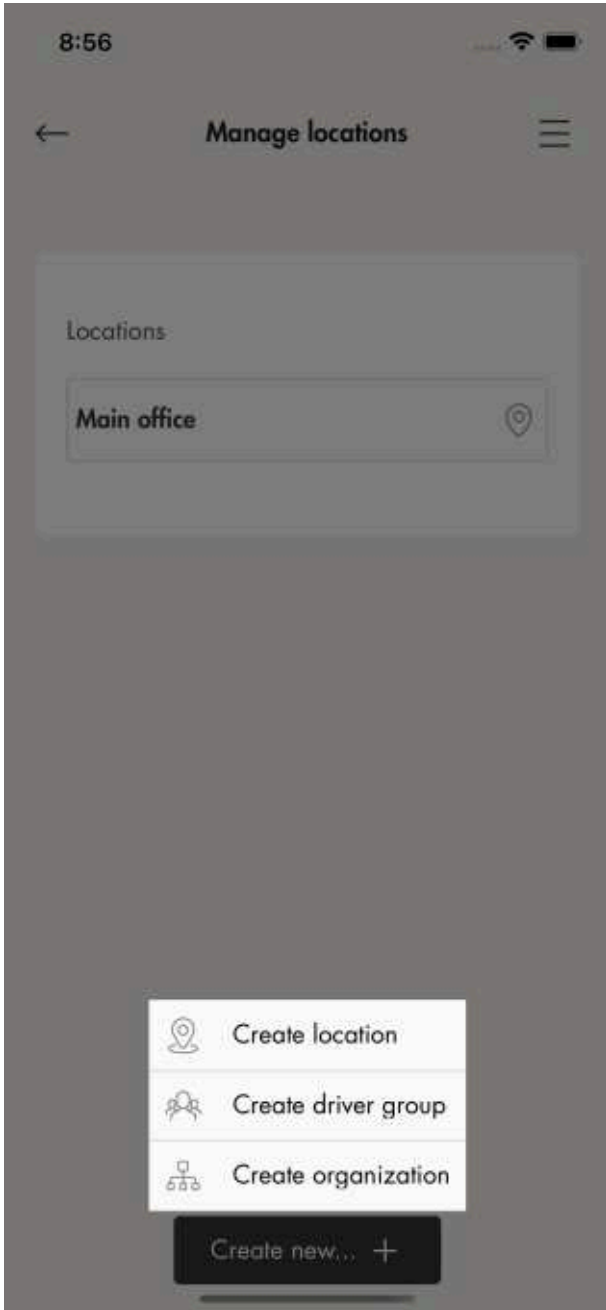 8:56
Manage locations
Locations
Main office
Create location
Create driver group
Create organization
Create new... +